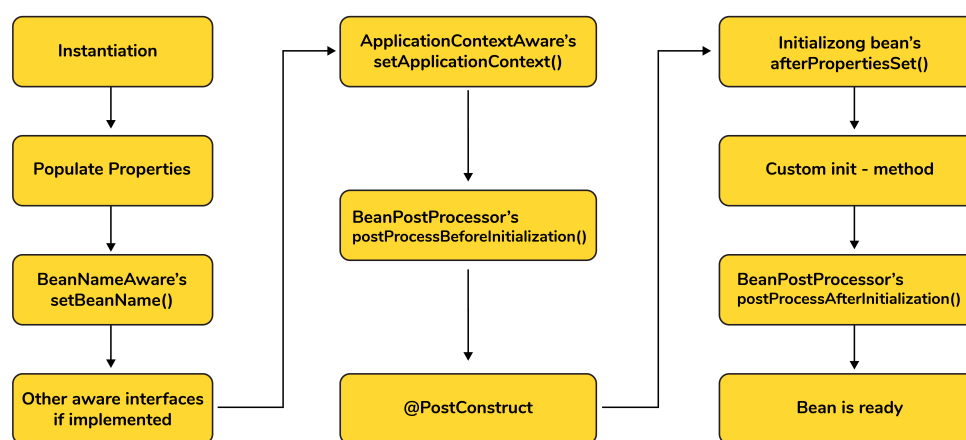 Instantiation
Populate Properties
BeanNameAware’s
setBeanName()
Other aware interfaces
if implemented
ApplicationContextAware’s
setApplicationContext()
BeanPostProcessor’s
postProcessBeforeInitialization()
@PostConstruct
Initializong bean’s
afterPropertiesSet()
Custom init - method
BeanPostProcessor’s
postProcessAfterInitialization()
Bean is ready